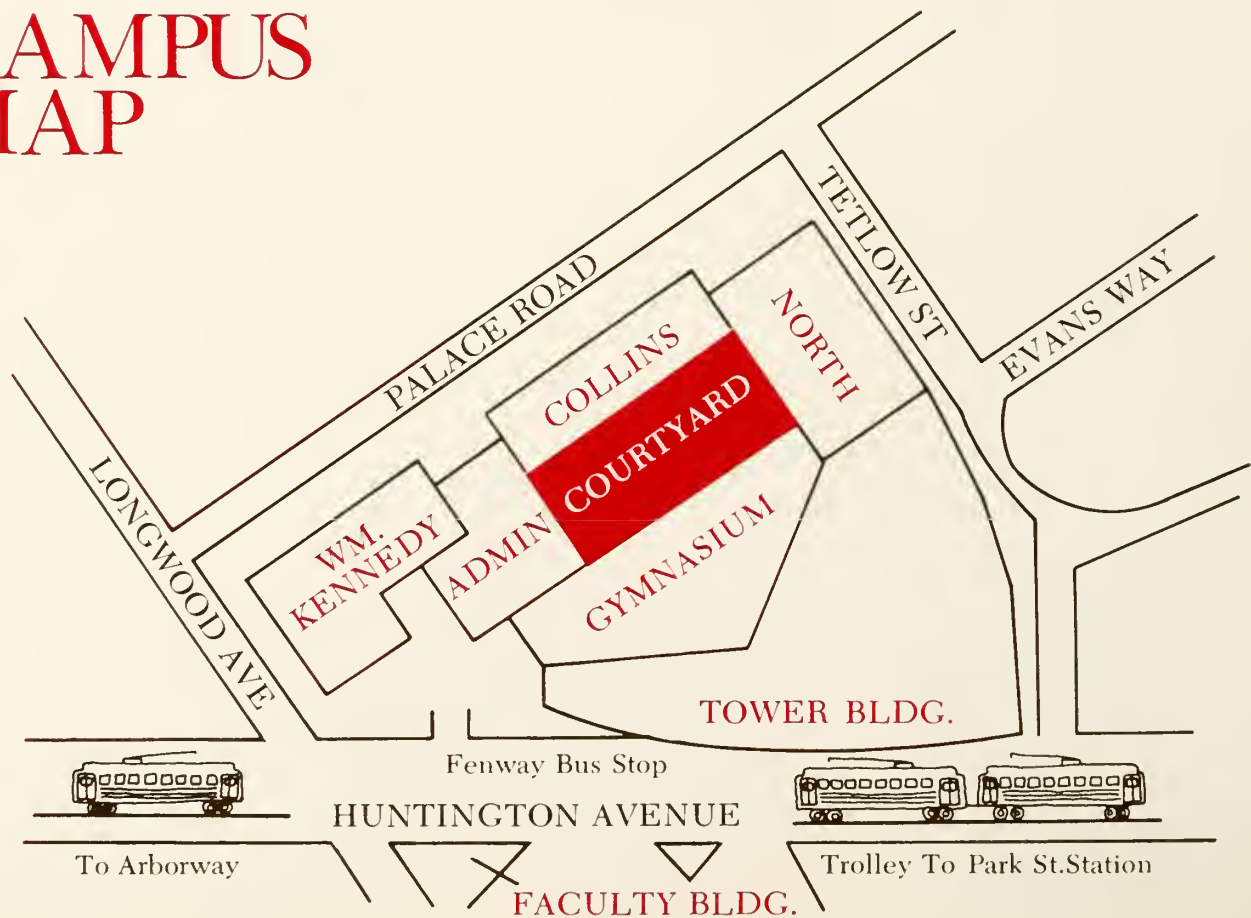 AMPUS
MAP
PALACE ROAD
TETLOW ST
EVANS WAY
LONGWOOD AVE
COLLINS
NORTH
COURTYARD
WM.
KENNEDY
ADMIN
GYMNASIUM
TOWER BLDG.
Fenway Bus Stop
HUNTINGTON AVENUE
To Arborway
Trolley To Park St.Station
FACULTY BLDG.